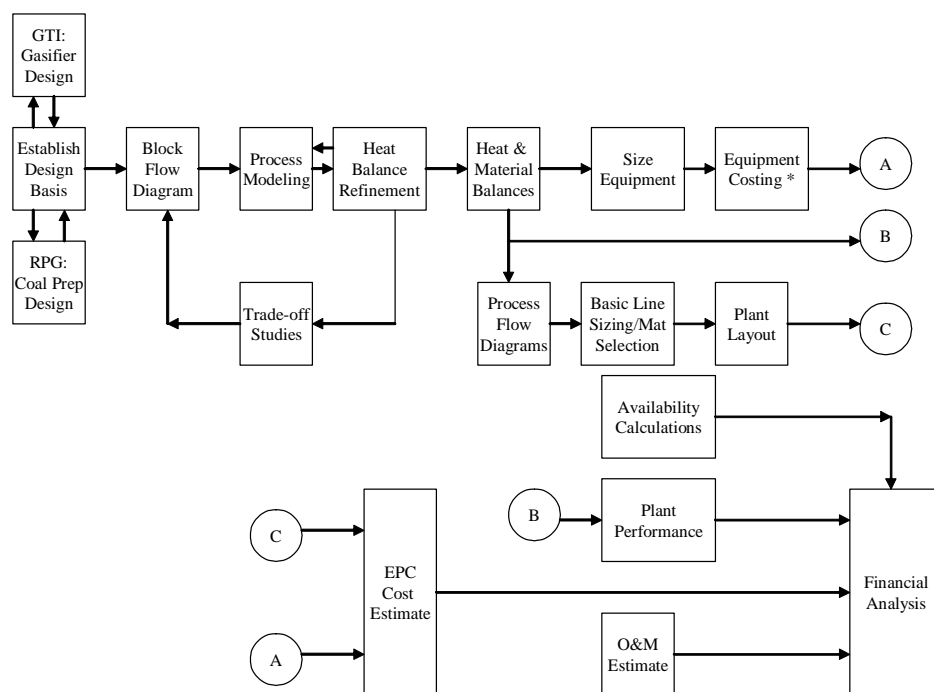 GTI:
Gasifier
Design
Establish
Design
Basis
RPG:
Coal Prep
Design
Block
Flow
Diagram
Process
Modeling
Heat
Balance
Refinement
Trade-off
Studies
Heat &
Material
Balances
Size
Equipment
Equipment
Costing *
A
B
Process
Flow
Diagrams
Basic Line
Sizing/Mat
Selection
Plant
Layout
C
Availability
Calculations
C
A
EPC
Cost
Estimate
B
Plant
Performance
O&M
Estimate
Financial
Analysis